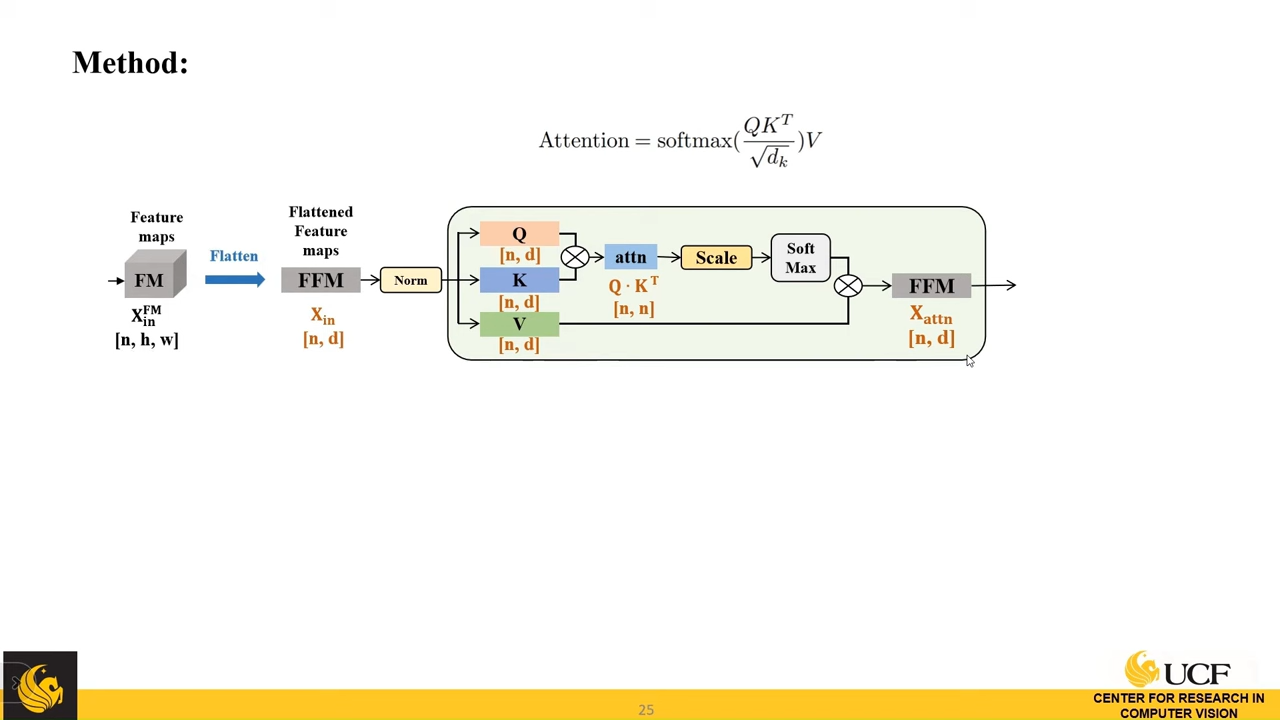 Method:
Attention = softmax(QK^T/√d_k)V
Feature
maps
FM
X_in^FM
[n, h, w]
Flatten
Flattened
Feature
maps
FFM
X_in
[n, d]
Norm
Q
[n, d]
K
[n, d]
V
[n, d]
attn
Q · K^T
[n, n]
Scale
Soft
Max
FFM
X_attn
[n, d]
25
UCF
CENTER FOR RESEARCH IN
COMPUTER VISION